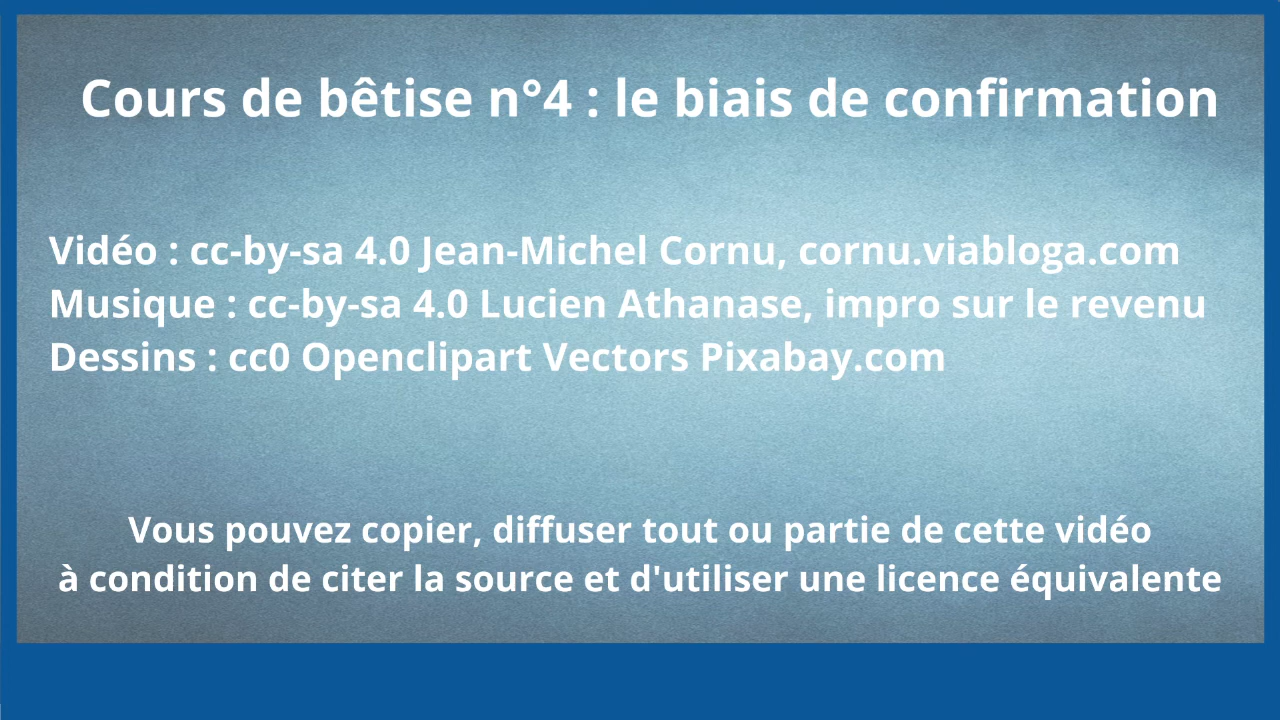 Cours de bêtise n°4 : le biais de confirmation
Vidéo : cc-by-sa 4.0 Jean-Michel Cornu, cornu.viabloga.com
Musique : cc-by-sa 4.0 Lucien Athanase, impro sur le revenu
Dessins : cc0 Openclipart Vectors Pixabay.com
Vous pouvez copier, diffuser tout ou partie de cette vidéo
à condition de citer la source et d'utiliser une licence équivalente